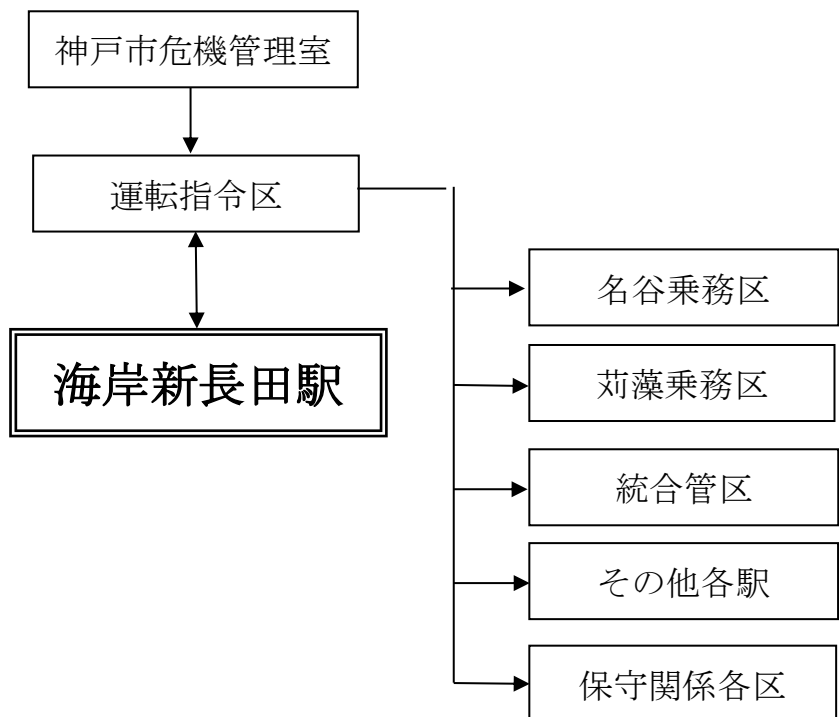 神戸市危機管理室
運転指令区
海岸新長田駅
名谷乗務区
苅藻乗務区
統合管区
その他各駅
保守関係各区